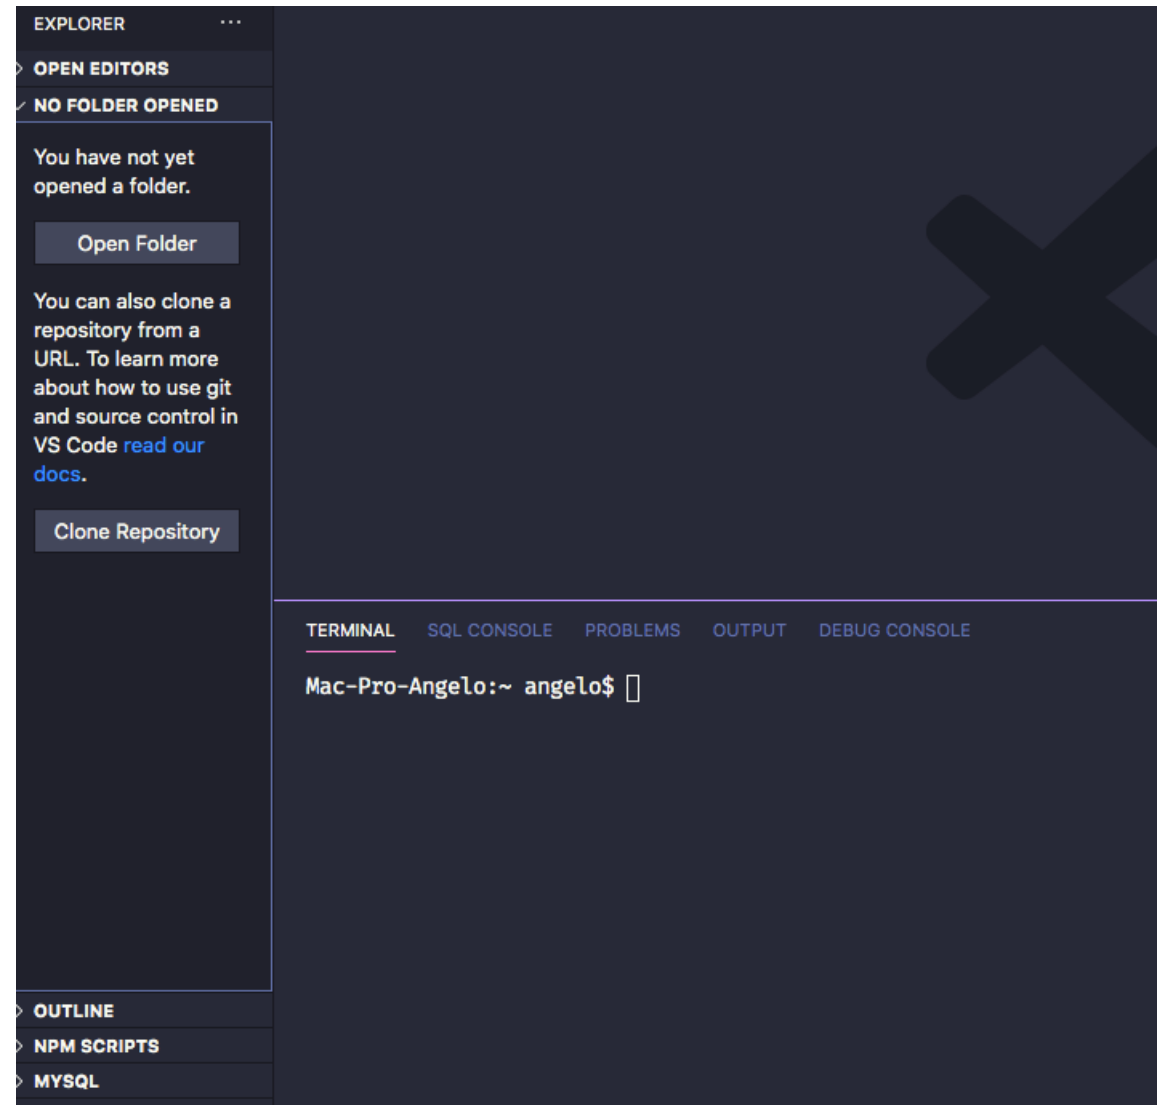 EXPLORER ...
OPEN EDITORS
NO FOLDER OPENED
You have not yet
opened a folder.
Open Folder
You can also clone a
repository from a
URL. To learn more
about how to use git
and source control in
VS Code read our
docs.
Clone Repository
TERMINAL SQL CONSOLE PROBLEMS OUTPUT DEBUG CONSOLE
Mac-Pro-Angelo:~ angelo$
OUTLINE
NPM SCRIPTS
MYSQL